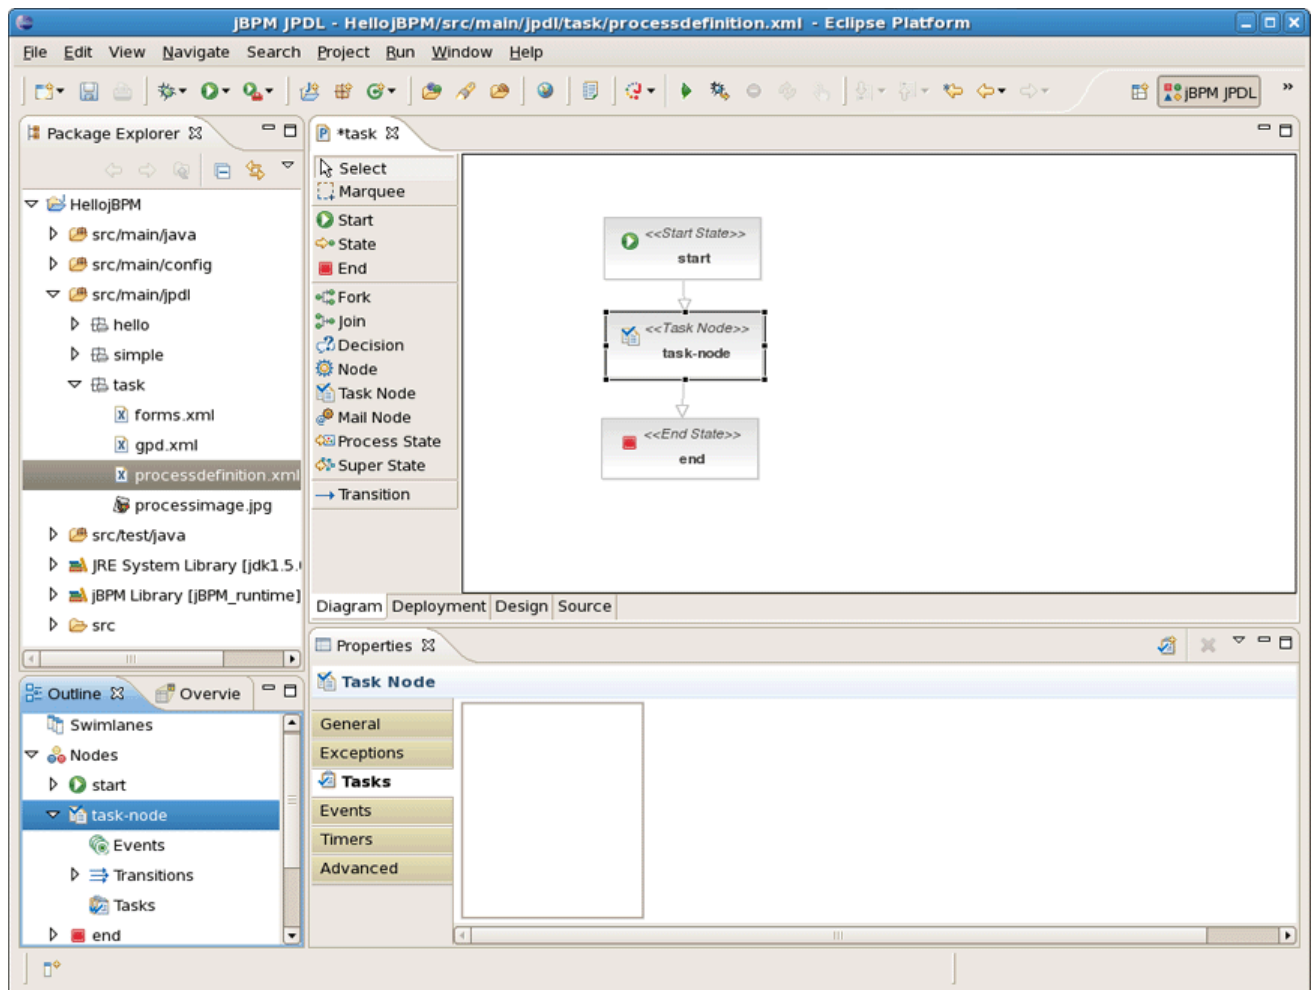 jBPM JPDL - HellojBPM/src/main/jpdl/task/processdefinition.xml - Eclipse Platform
File Edit View Navigate Search Project Run Window Help
jBPM JPDL
Package Explorer
HellojBPM
src/main/java
src/main/config
src/main/jpdl
hello
simple
task
forms.xml
gpd.xml
processdefinition.xml
processimage.jpg
src/test/java
JRE System Library [jdk1.5.
jBPM Library [jBPM_runtime]
src
*task
Select
Marquee
Start
State
End
Fork
Join
Decision
Node
Task Node
Mail Node
Process State
Super State
Transition
<<Start State>>
start
<<Task Node>>
task-node
<<End State>>
end
Diagram Deployment Design Source
Outline Overvie
Swimlanes
Nodes
start
task-node
Events
Transitions
Tasks
end
Properties
Task Node
General
Exceptions
Tasks
Events
Timers
Advanced